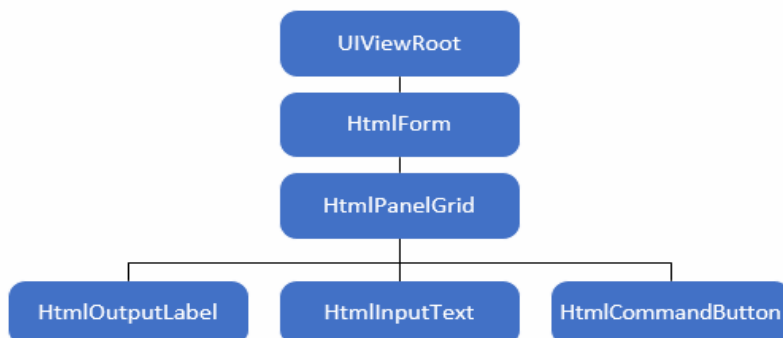 UIViewRoot
HtmlForm
HtmlPanelGrid
HtmlOutputLabel
HtmlInputText
HtmlCommandButton